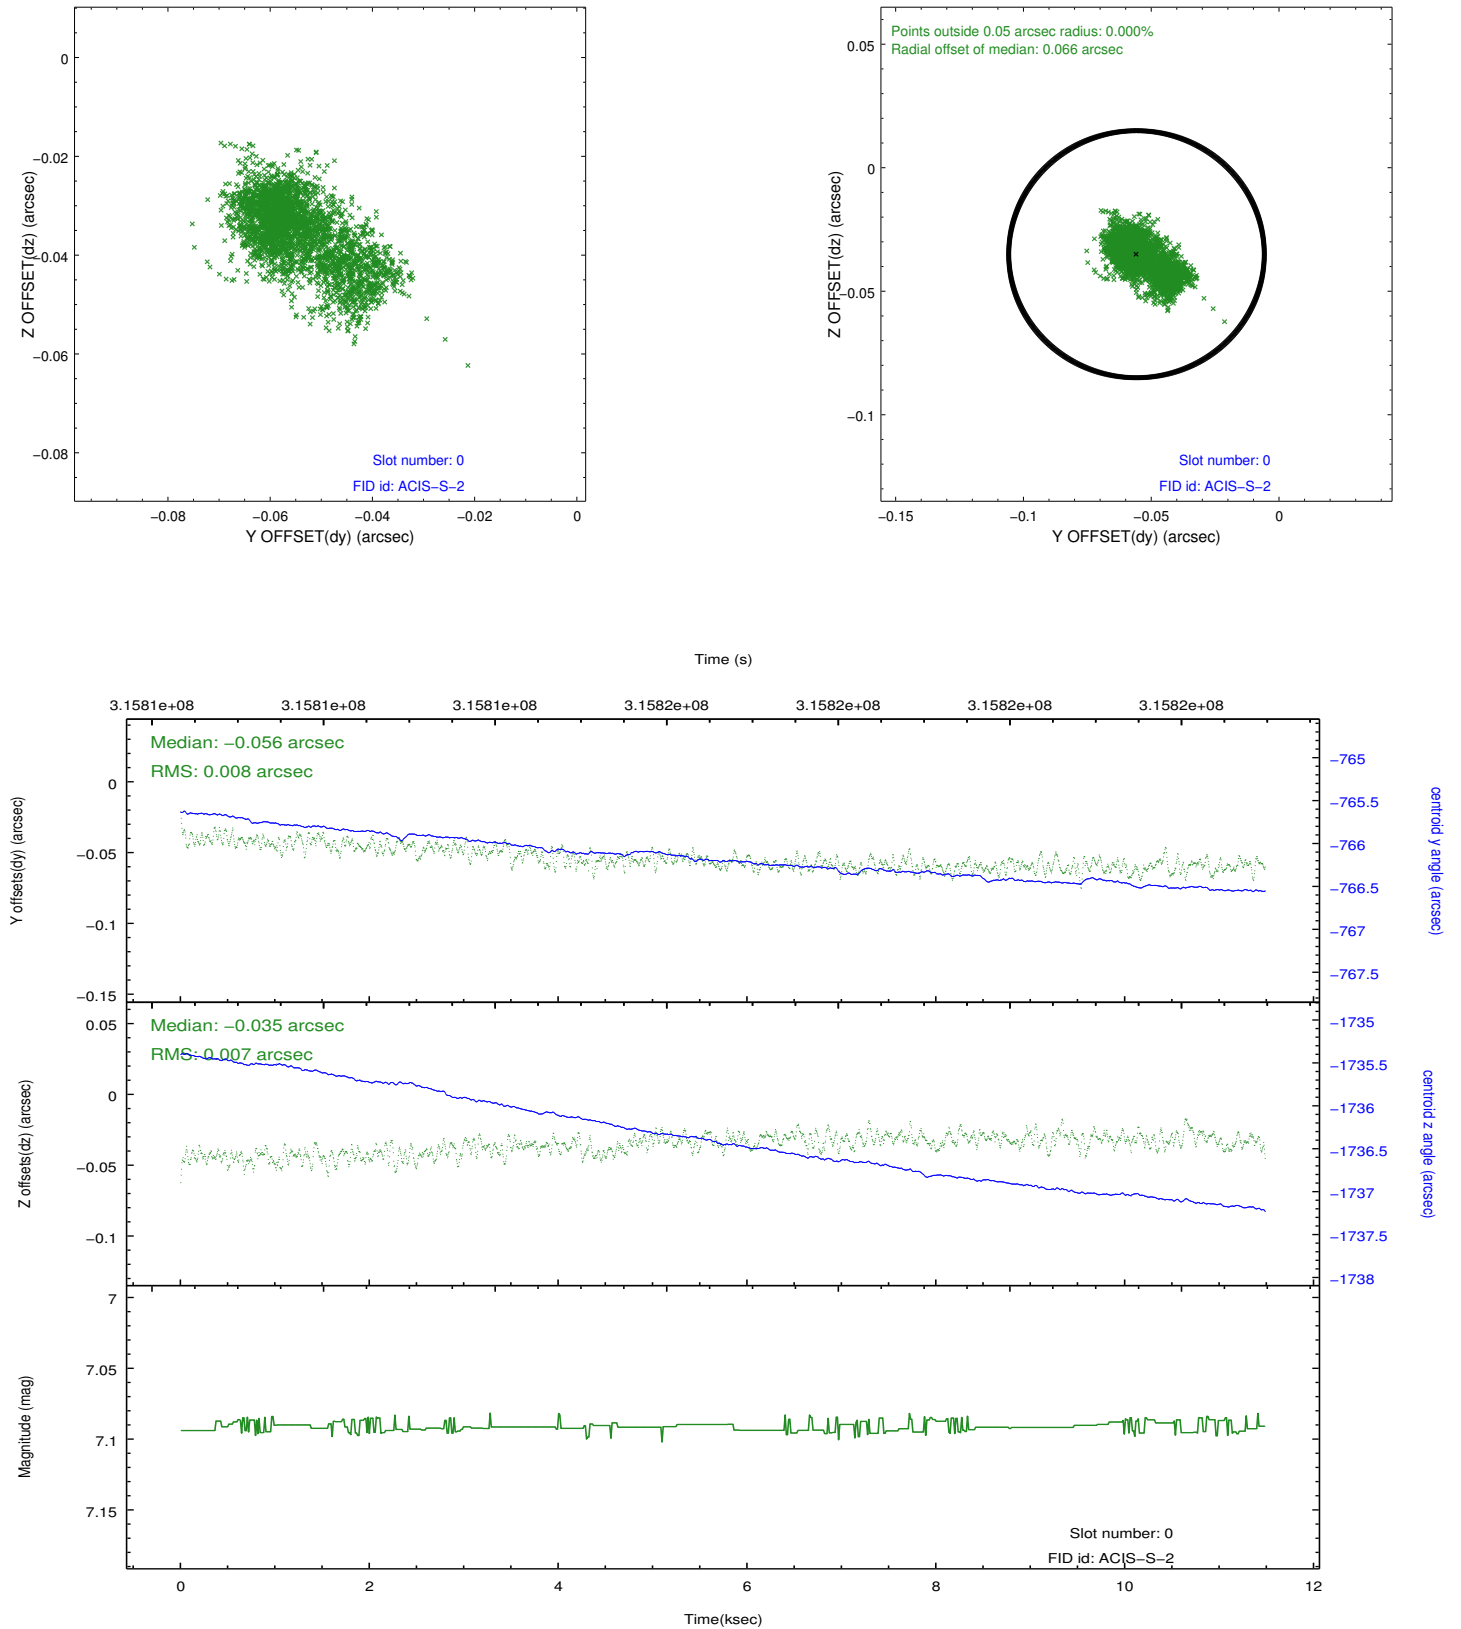 0
−0.02
−0.04
−0.06
−0.08
Z OFFSET(dz) (arcsec)
Slot number: 0
FID id: ACIS−S−2
−0.08
−0.06
−0.04
−0.02
0
Y OFFSET(dy) (arcsec)
Points outside 0.05 arcsec radius: 0.000%
Radial offset of median: 0.066 arcsec
0.05
0
−0.05
−0.1
Z OFFSET(dz) (arcsec)
Slot number: 0
FID id: ACIS−S−2
−0.15
−0.1
−0.05
0
Y OFFSET(dy) (arcsec)
Time (s)
3.1581e+08
3.1581e+08
3.1581e+08
3.1582e+08
3.1582e+08
3.1582e+08
3.1582e+08
Median: −0.056 arcsec
RMS: 0.008 arcsec
0
−0.05
−0.1
−0.15
Y offsets(dy) (arcsec)
−765
−765.5
−766
−766.5
−767
−767.5
centroid y angle (arcsec)
Median: −0.035 arcsec
RMS: 0.007 arcsec
0.05
0
−0.05
−0.1
Z offsets(dz) (arcsec)
−1735
−1735.5
−1736
−1736.5
−1737
−1737.5
−1738
centroid z angle (arcsec)
7
7.05
7.1
7.15
Magnitude (mag)
Slot number: 0
FID id: ACIS−S−2
0
2
4
6
8
10
12
Time(ksec)